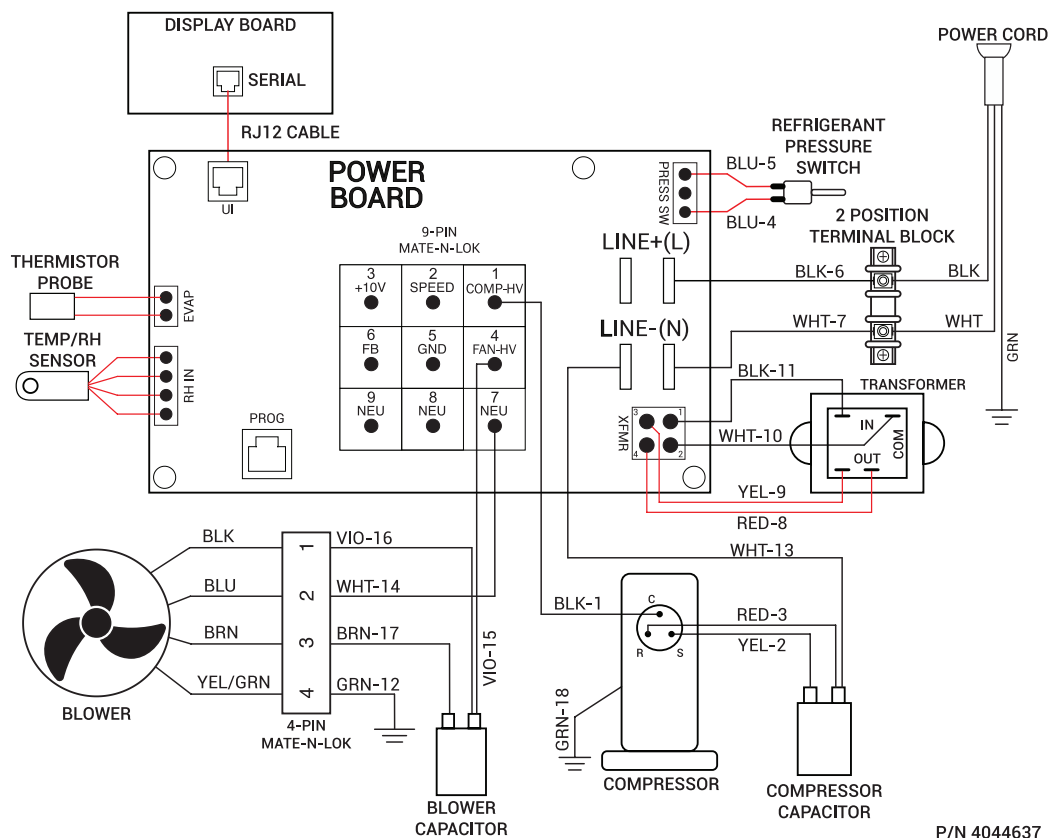 DISPLAY BOARD
SERIAL
RJ12 CABLE
POWER CORD
REFRIGERANT
PRESSURE
SWITCH
BLU-5
BLU-4
PRESS SW
POWER
BOARD
UI
2 POSITION
TERMINAL BLOCK
LINE+(L)
BLK-6
BLK
LINE-(N)
WHT-7
WHT
GRN
9-PIN
MATE-N-LOK
3
+10V
2
SPEED
1
COMP-HV
6
FB
5
GND
4
FAN-HV
9
NEU
8
NEU
7
NEU
THERMISTOR
PROBE
EVAP
TEMP/RH
SENSOR
RH IN
PROG
BLK-11
TRANSFORMER
3
1
4
2
XFMR
WHT-10
IN
COM
OUT
YEL-9
RED-8
WHT-13
BLK
1
VIO-16
BLU
2
WHT-14
BRN
3
BRN-17
YEL/GRN
4
GRN-12
BLOWER
4-PIN
MATE-N-LOK
VIO-15
BLOWER
CAPACITOR
BLK-1
C
R
S
RED-3
YEL-2
GRN-18
COMPRESSOR
COMPRESSOR
CAPACITOR
P/N 4044637